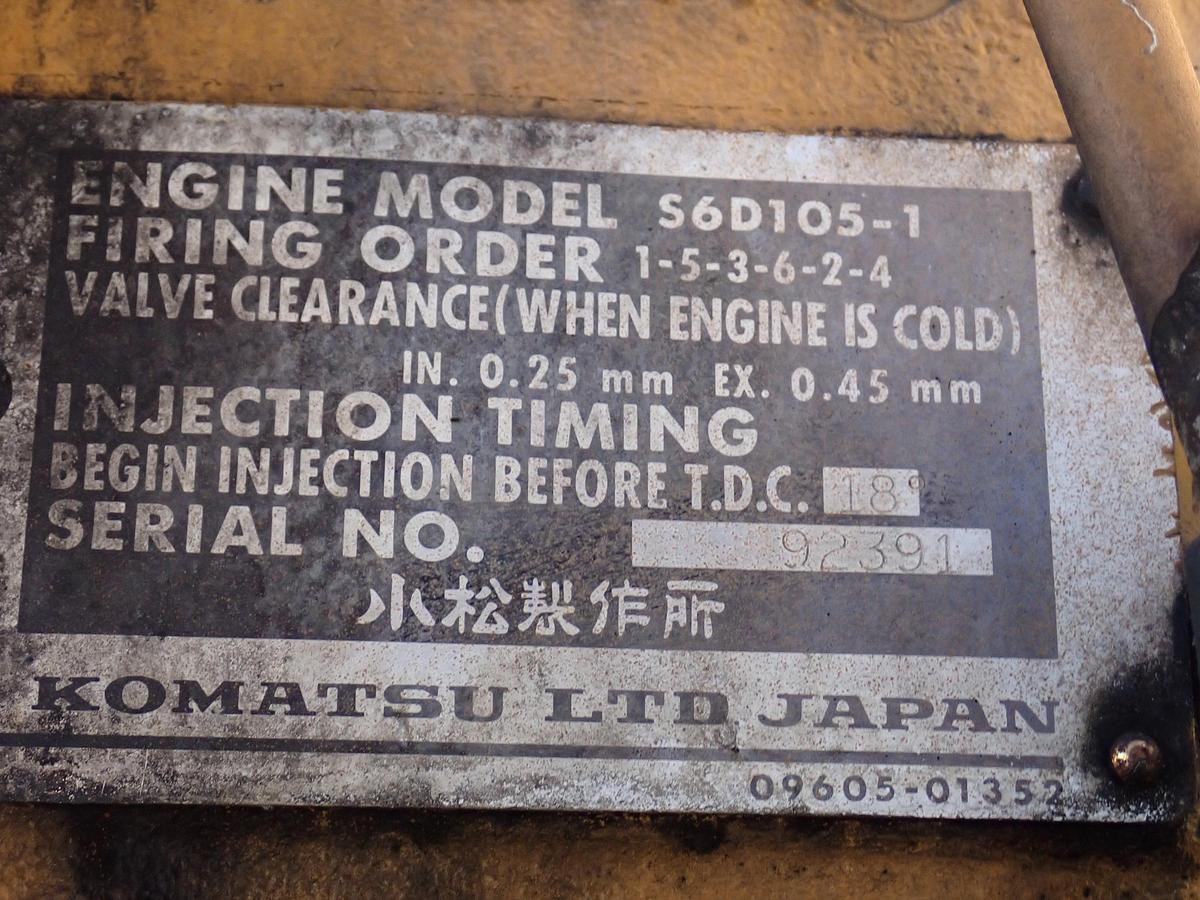 ENGINE MODEL S6D105-1
FIRING ORDER 1-5-3-6-2-4
VALVE CLEARANCE(WHEN ENGINE IS COLD)
IN. 0.25 mm EX. 0.45 mm
INJECTION TIMING
BEGIN INJECTION BEFORE T.D.C. 18°
SERIAL NO. 92391
小松製作所
KOMATSU LTD JAPAN
09605-01352